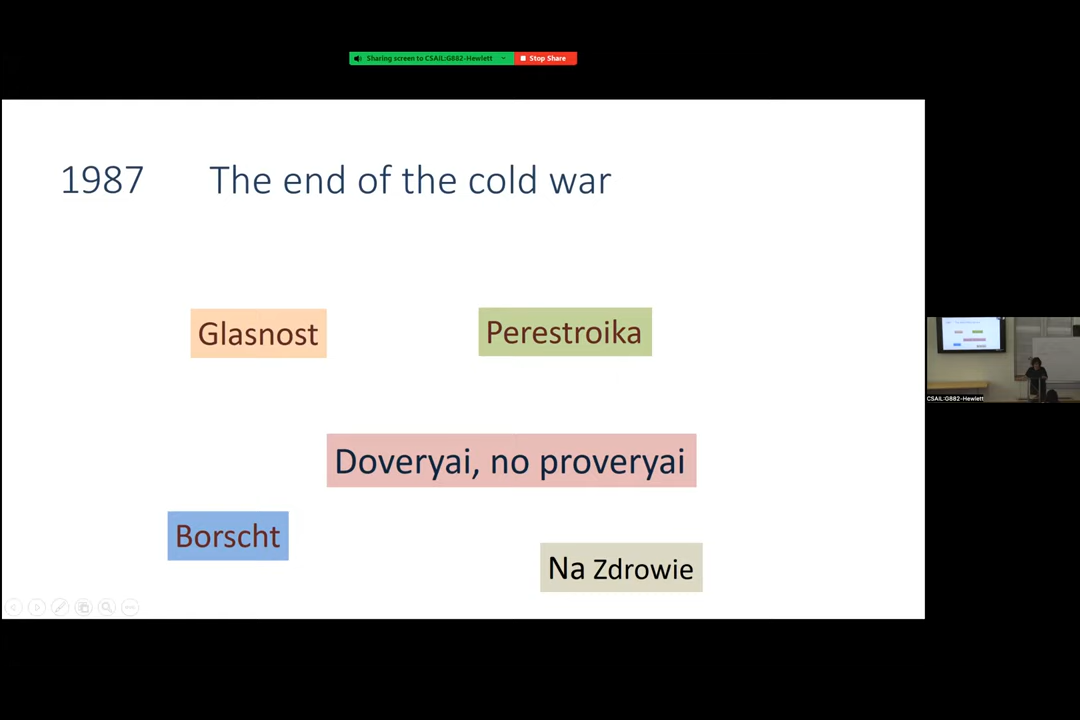 Sharing screen to CSAIL:G882-Hewlett
Stop Share
1987 The end of the cold war
Glasnost
Perestroika
Doveryai, no proveryai
Borscht
Na Zdrowie
CSAIL:G882-Hewlett